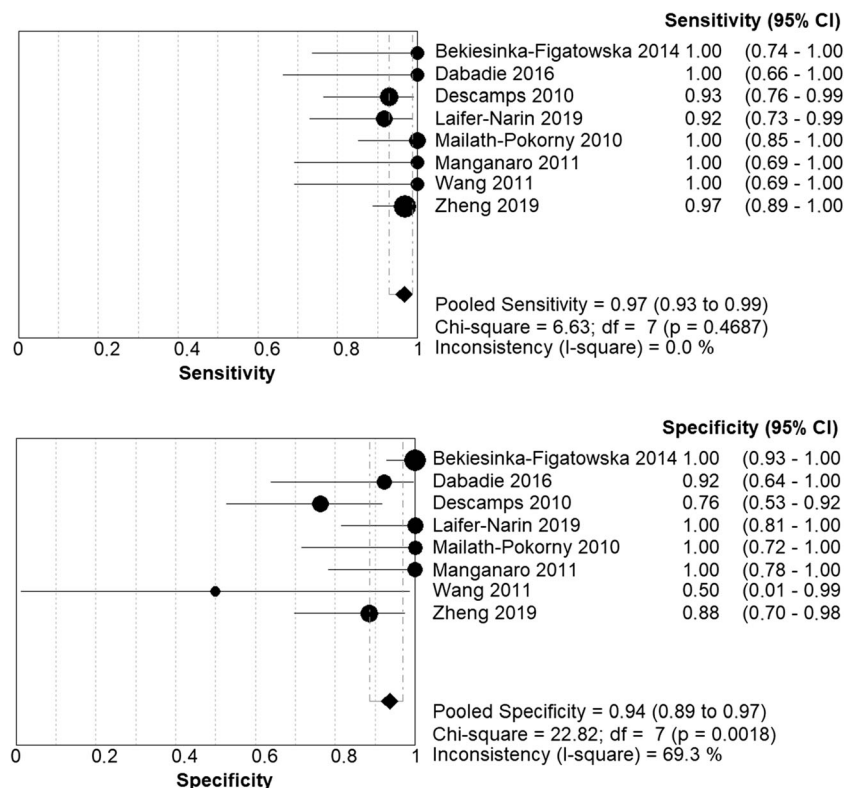 Sensitivity (95% CI)
Bekiesinka-Figatowska 2014 1.00 (0.74 - 1.00
Dabadie 2016 1.00 (0.66 - 1.00
Descamps 2010 0.93 (0.76 - 0.99
Laifer-Narin 2019 0.92 (0.73 - 0.99
Mailath-Pokorny 2010 1.00 (0.85 - 1.00
Manganaro 2011 1.00 (0.69 - 1.00
Wang 2011 1.00 (0.69 - 1.00
Zheng 2019 0.97 (0.89 - 1.00
Pooled Sensitivity = 0.97 (0.93 to 0.99)
Chi-square = 6.63; df = 7 (p = 0.4687)
Inconsistency (I-square) = 0.0 %
0 0.2 0.4 0.6 0.8 1
Sensitivity
Specificity (95% CI)
Bekiesinka-Figatowska 2014 1.00 (0.93 - 1.00
Dabadie 2016 0.92 (0.64 - 1.00
Descamps 2010 0.76 (0.53 - 0.92
Laifer-Narin 2019 1.00 (0.81 - 1.00
Mailath-Pokorny 2010 1.00 (0.72 - 1.00
Manganaro 2011 1.00 (0.78 - 1.00
Wang 2011 0.50 (0.01 - 0.99
Zheng 2019 0.88 (0.70 - 0.98
Pooled Specificity = 0.94 (0.89 to 0.97)
Chi-square = 22.82; df = 7 (p = 0.0018)
Inconsistency (I-square) = 69.3 %
0 0.2 0.4 0.6 0.8 1
Specificity